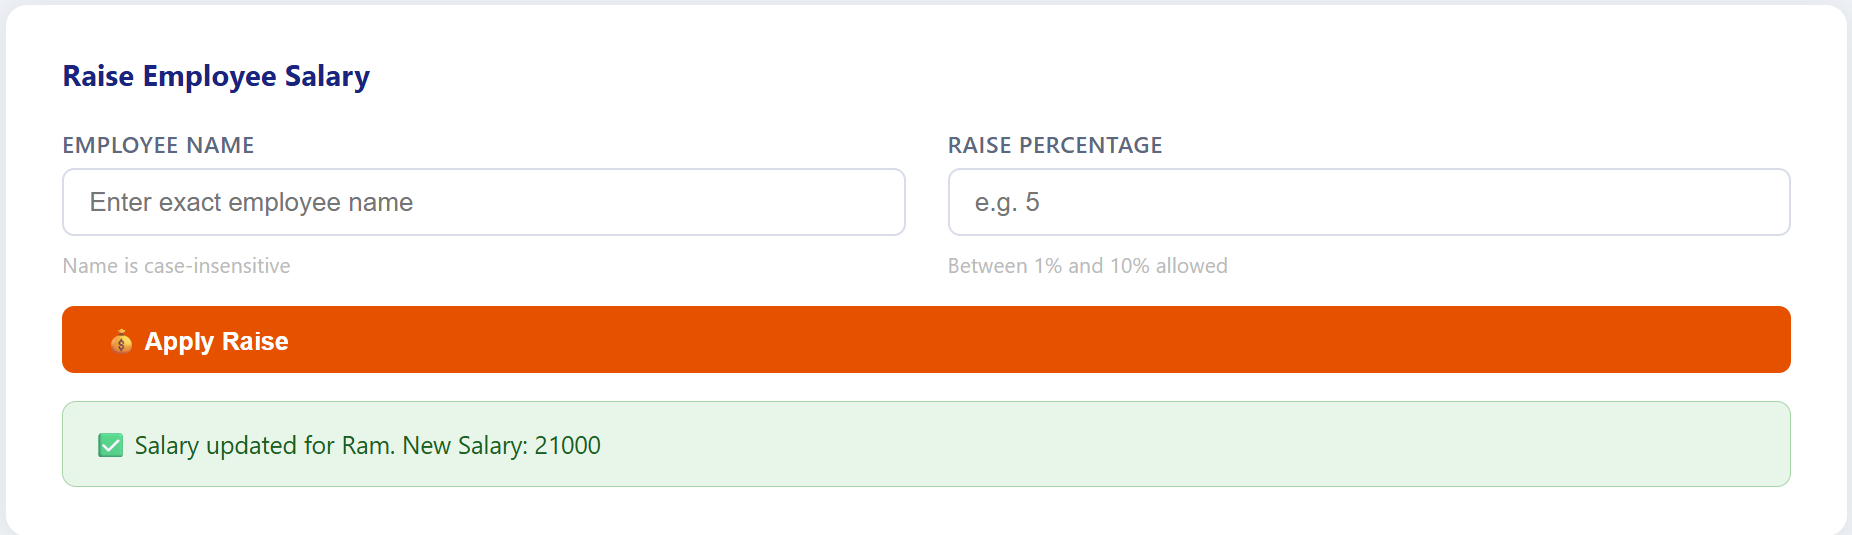 Raise Employee Salary
EMPLOYEE NAME
RAISE PERCENTAGE
Enter exact employee name
e.g. 5
Name is case-insensitive
Between 1% and 10% allowed
💰 Apply Raise
✅ Salary updated for Ram. New Salary: 21000